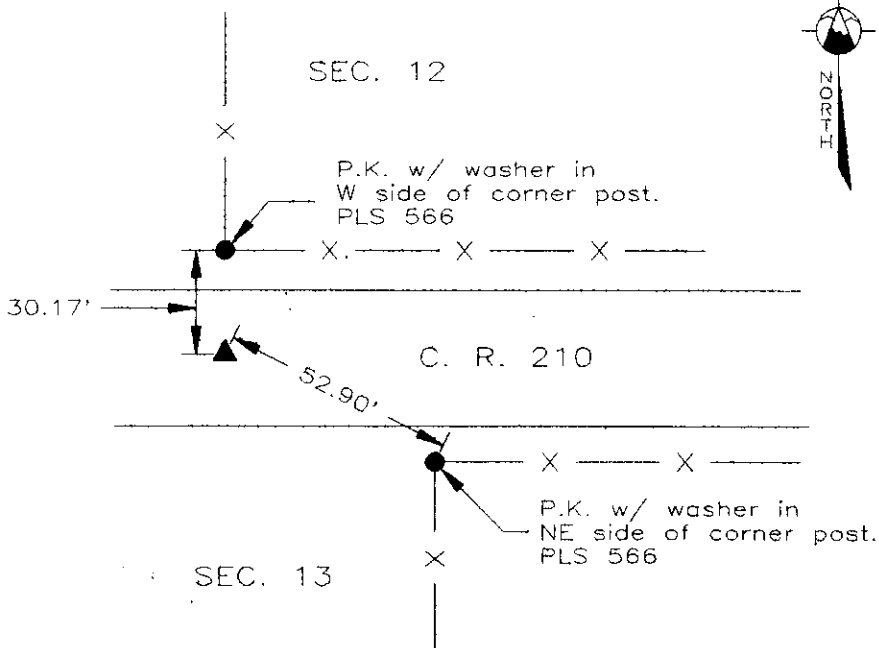 SEC. 12
NORTH
P.K. w/ washer in
W side of corner post.
PLS 566
30.17'
C. R. 210
52.90'
P.K. w/ washer in
NE side of corner post.
PLS 566
SEC. 13